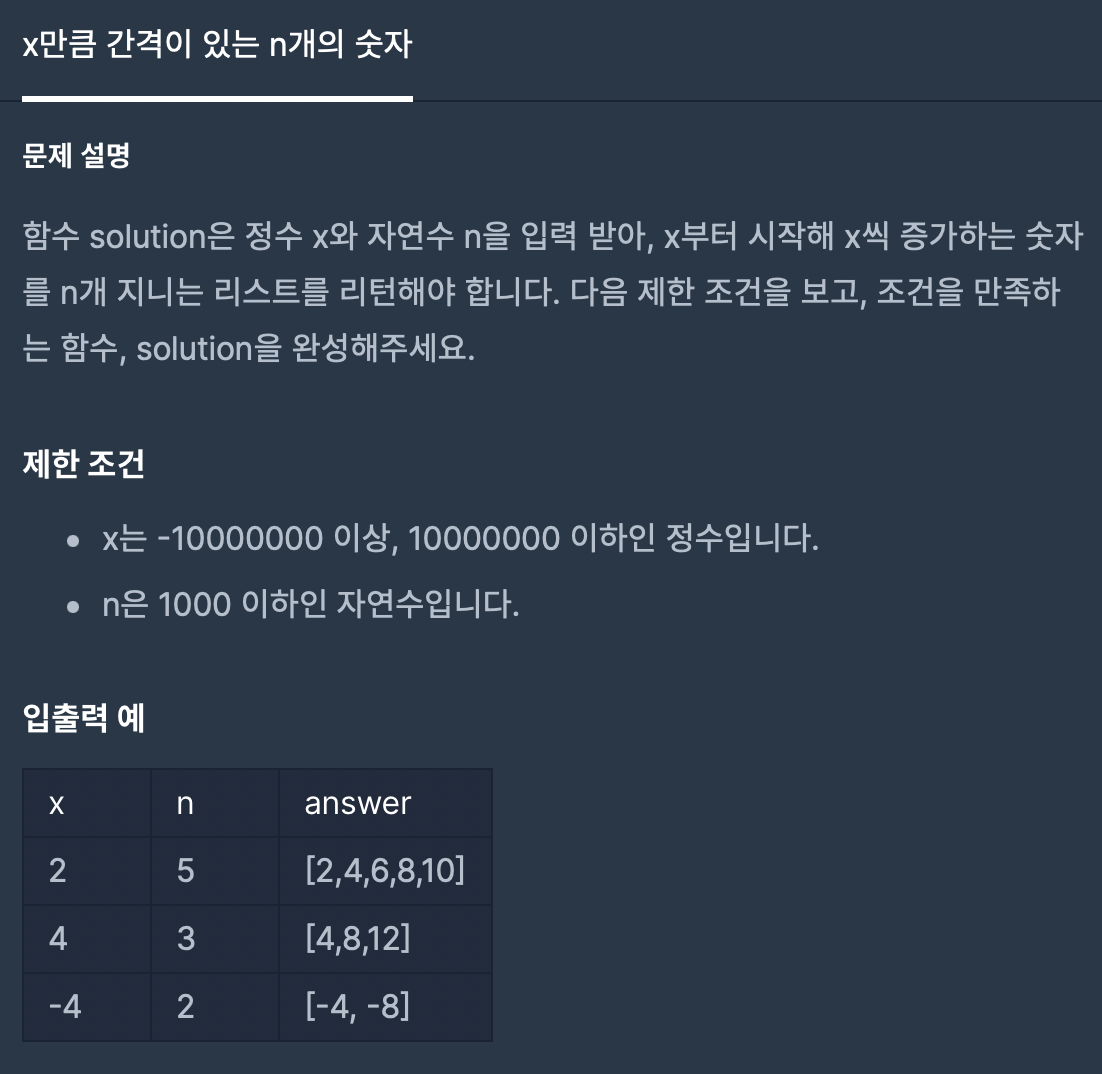 x만큼 간격이 있는 n개의 숫자
문제 설명
함수 solution은 정수 x와 자연수 n을 입력 받아, x부터 시작해 x씩 증가하는 숫자
를 n개 지니는 리스트를 리턴해야 합니다. 다음 제한 조건을 보고, 조건을 만족하
는 함수, solution을 완성해주세요.
제한 조건
x는 -10000000 이상, 10000000 이하인 정수입니다.
n은 1000 이하인 자연수입니다.
입출력 예
x n answer
2 5 [2,4,6,8,10]
4 3 [4,8,12]
-4 2 [-4, -8]